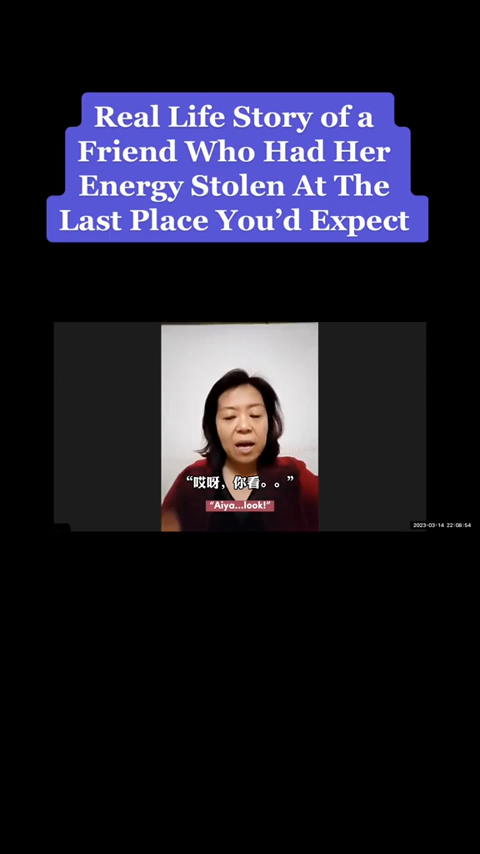 Real Life Story of a
Friend Who Had Her
Energy Stolen At The
Last Place You’d Expect
“哎呀，你看。。”
“Aiya...look!”
2023-03-14 22:08:54